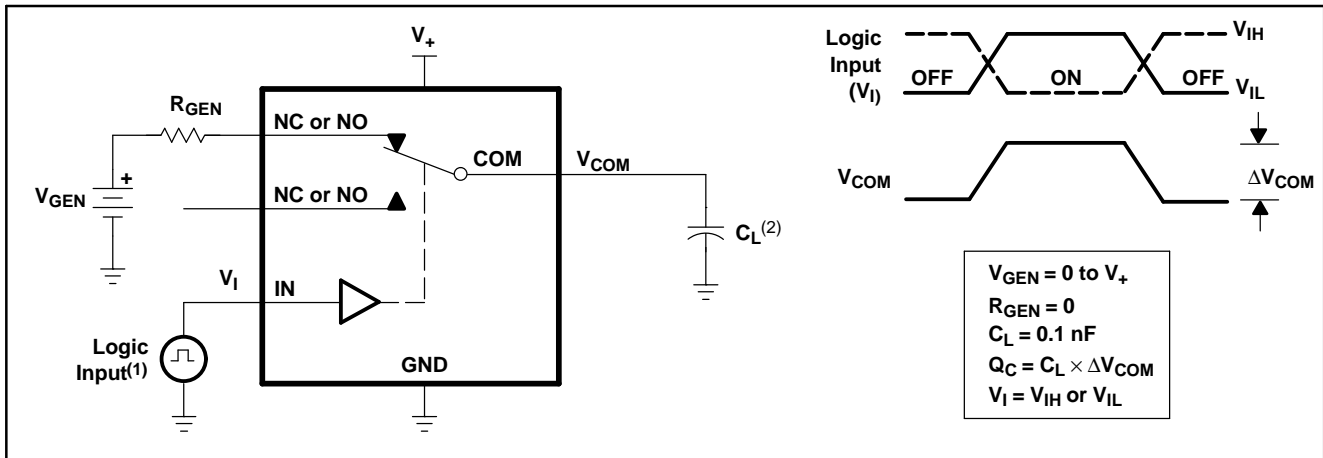 V+
RGEN
NC or NO
COM
VCOM
VGEN
+
NC or NO
CL(2)
VI
IN
Logic
Input(1)
GND
Logic
Input
(VI)
OFF
ON
OFF
VIH
VIL
VCOM
ΔVCOM
VGEN = 0 to V+
RGEN = 0
CL = 0.1 nF
QC = CL × ΔVCOM
VI = VIH or VIL